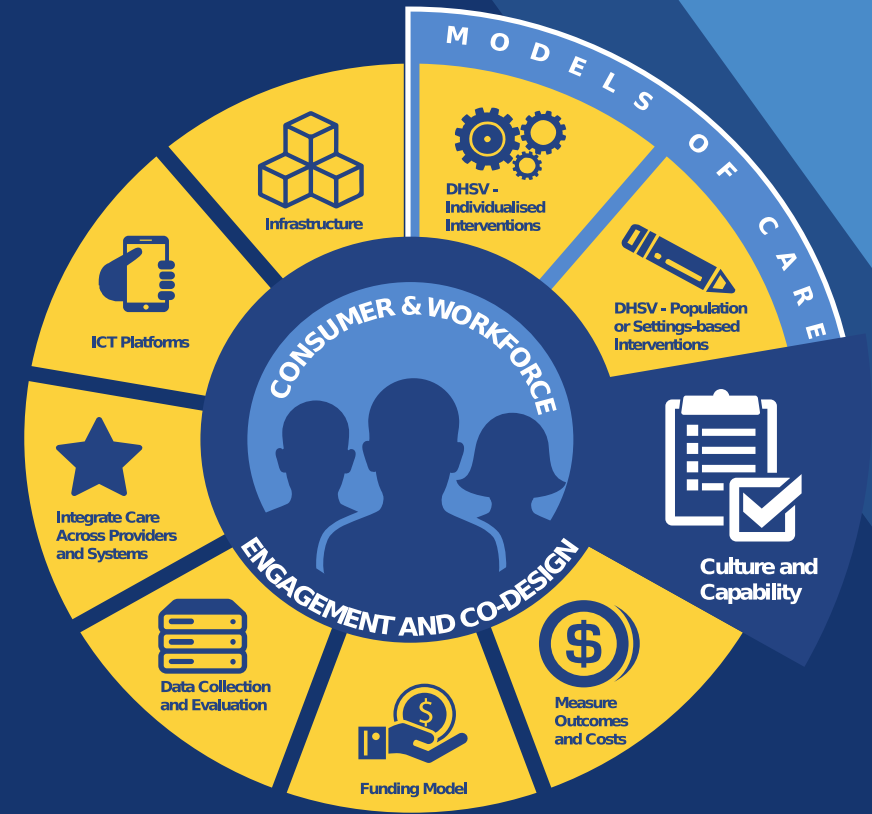 MODELS OF CARE
DHSV -
Individualised
Interventions
DHSV - Population
or Settings-based
Interventions
Culture and
Capability
Measure
Outcomes
and Costs
$
Funding Model
$
Data Collection
and Evaluation
Integrate Care
Across Providers
and Systems
ICT Platforms
Infrastructure
CONSUMER & WORKFORCE
ENGAGEMENT AND CO-DESIGN